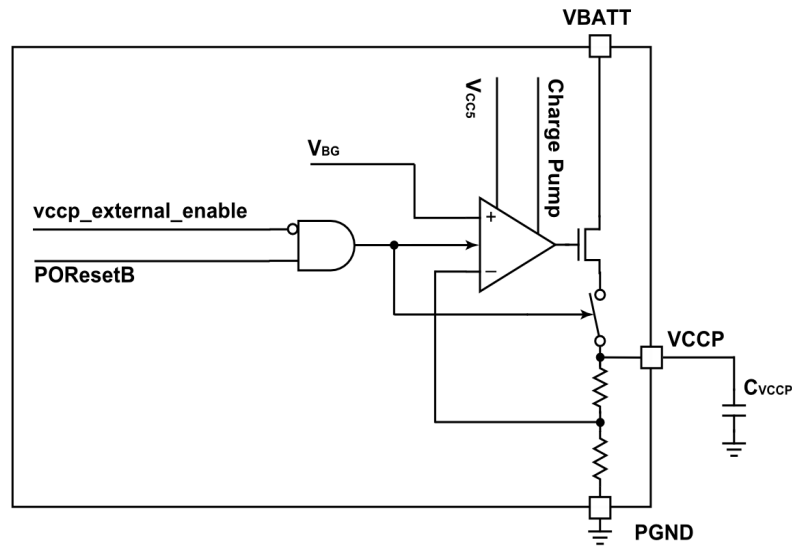 VBATT
VCC5
Charge Pump
VBG
vccp_external_enable
+
POResetB
−
VCCP
CVCCP
PGND